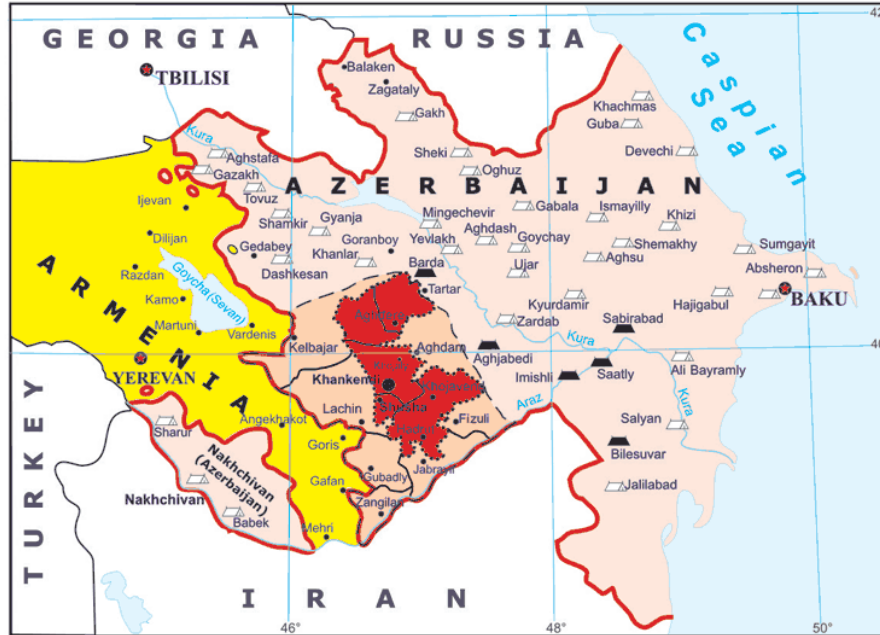 42
GEORGIA
RUSSIA
TBILISI
Balaken
Zagataly
Gakh
Caspian
Sea
Khachmas
Guba
Devechi
Kura
Aghstafa
Gazakh
Tovuz
Sheki
Oghuz
AZERBAIJAN
Ijevan
Dilijan
Razdan
Kamo
Martuni
Goycha(Sevan)
Vardenis
ARMENIA
YEREVAN
Shamkir
Gyanja
Gedabey
Khanlar
Dashkesan
Goranboy
Mingechevir
Yevlakh
Aghdash
Barda
Tartar
Gabala
Goychay
Ujar
Ismayilly
Khizi
Shemakhy
Aghsu
Sumgayit
Absheron
BAKU
Hajigabul
Kyurdamir
Zardab
Sabirabad
Kura
40
Kelbajar
Aghdam
Aghjabedi
Imishli
Saatly
Ali Bayramly
Khankendi
Shusha
Lachin
Fizuli
Araz
Kura
Angekhakot
Goris
Gafan
Mehri
Gubadly
Jabrayil
Zangilan
Salyan
Bilesuvar
Jalilabad
Sharur
Nakhchivan
(Azerbaijan)
Nakhchivan
Babek
TURKEY
IRAN
46°
48°
50°